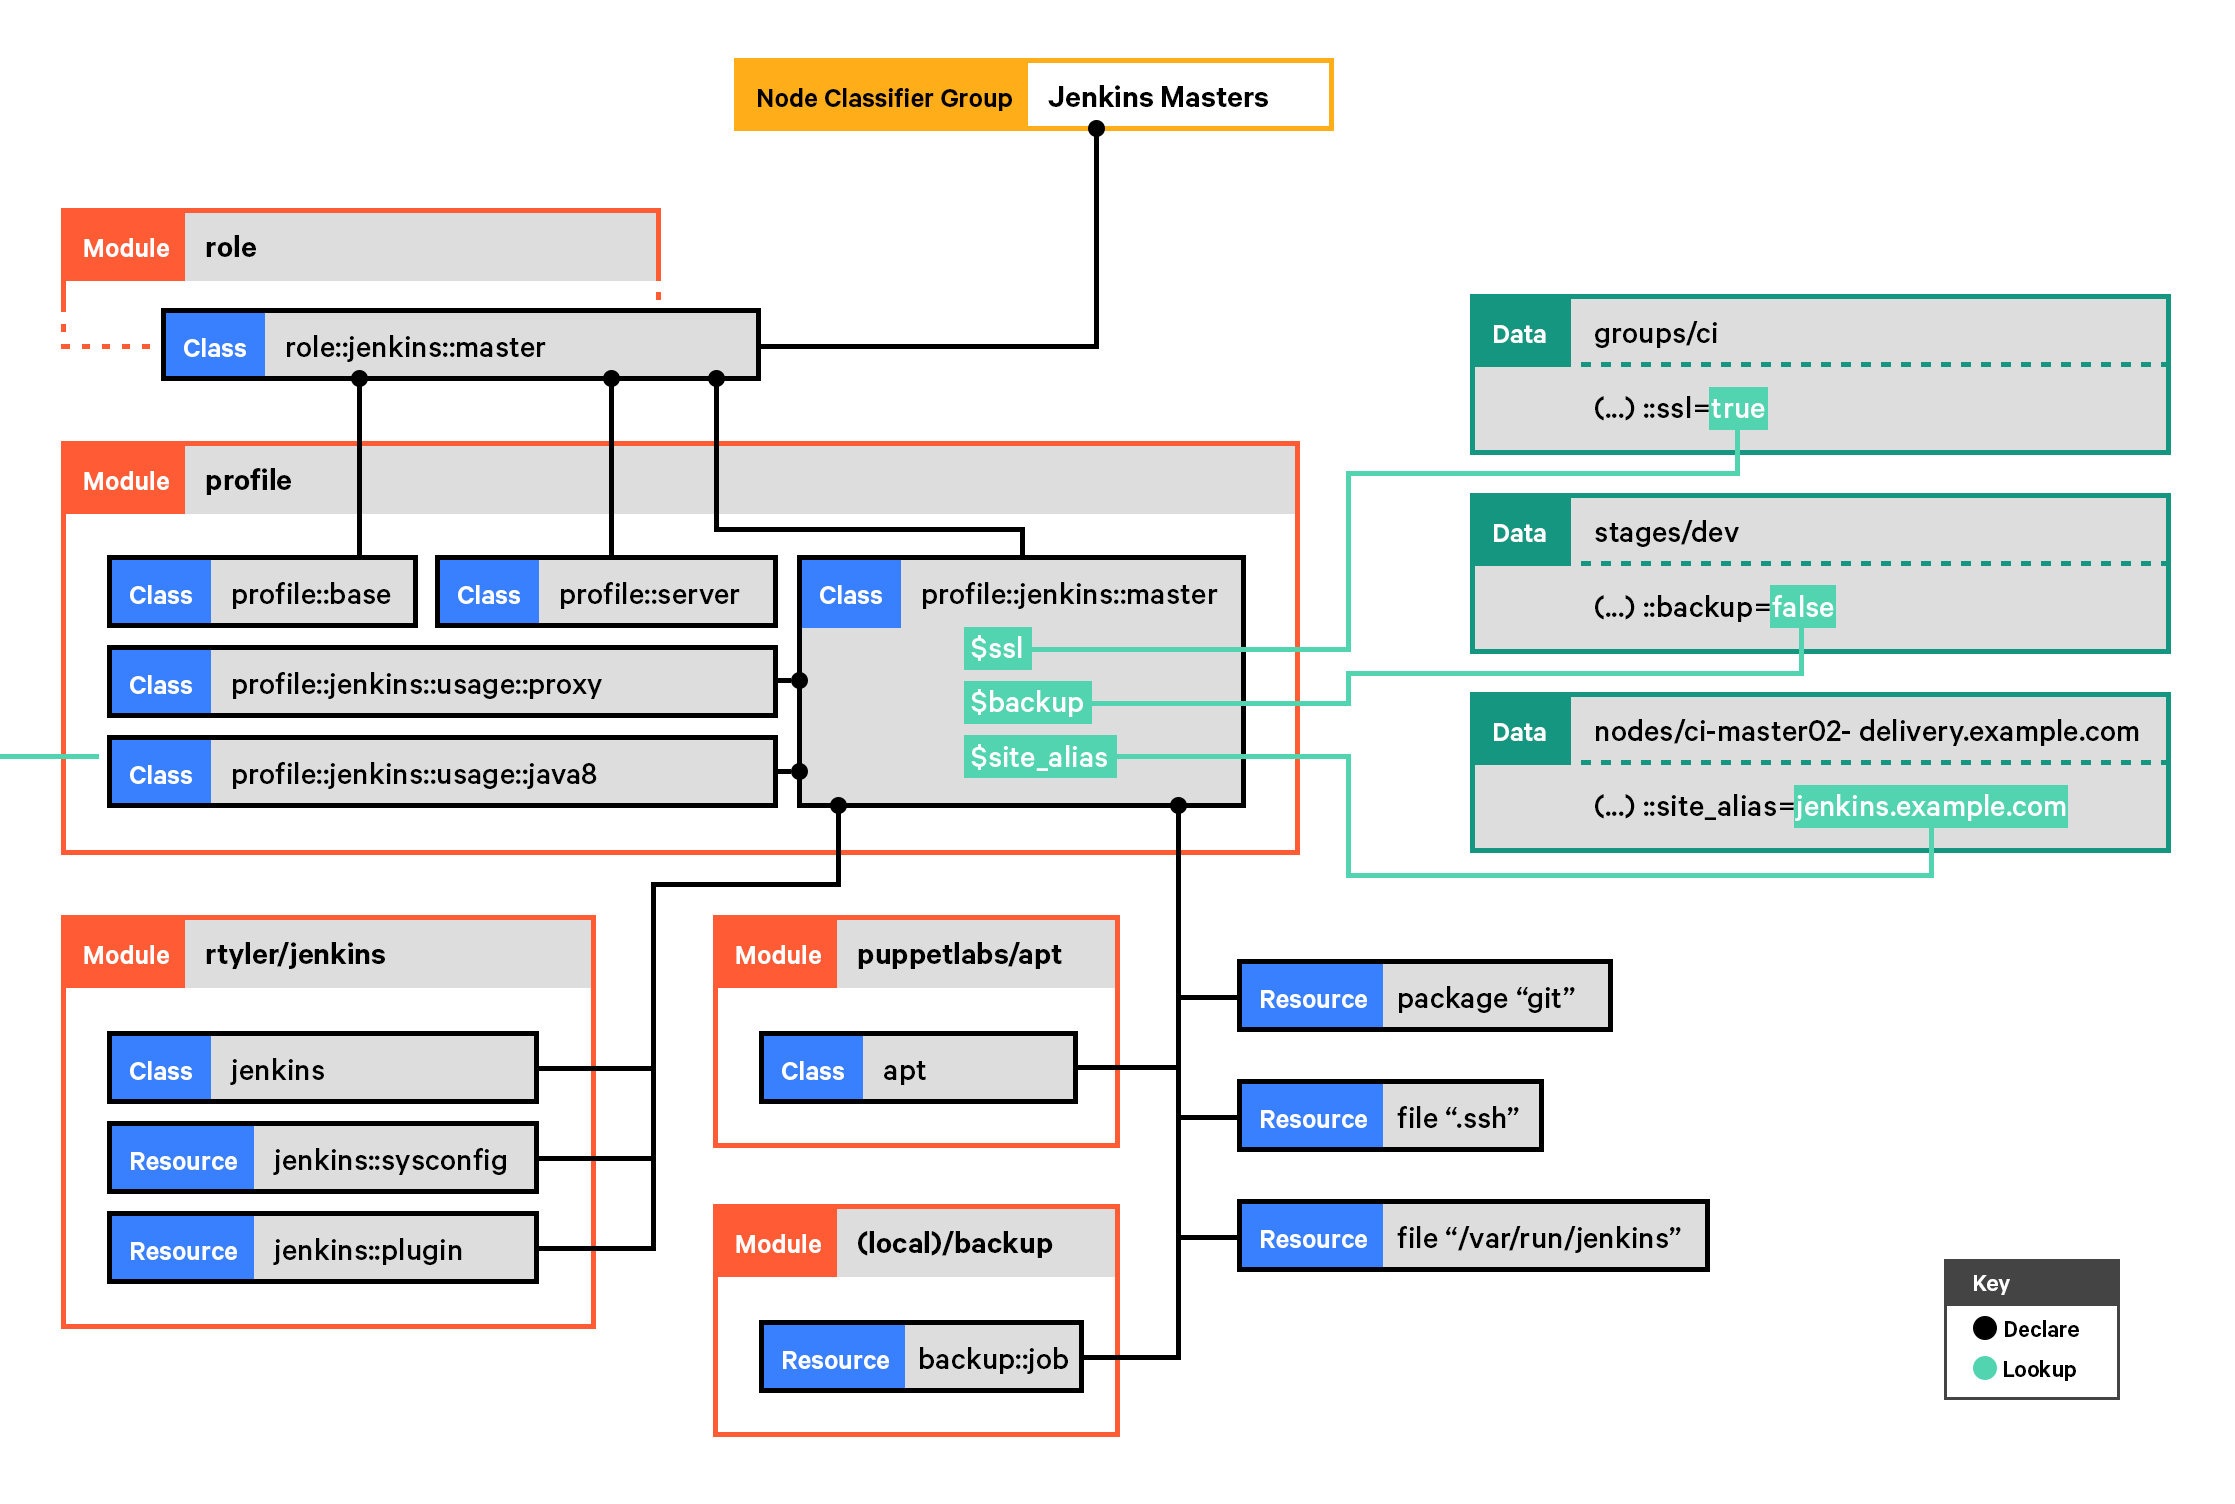 Node Classifier Group Jenkins Masters
Module role
Class role::jenkins::master
Module profile
Class profile::base
Class profile::server
Class profile::jenkins::master
$ssl
$backup
$site_alias
Class profile::jenkins::usage::proxy
Class profile::jenkins::usage::java8
Data groups/ci
(...) ::ssl=true
Data stages/dev
(...) ::backup=false
Data nodes/ci-master02- delivery.example.com
(...) ::site_alias=jenkins.example.com
Module rtyler/jenkins
Class jenkins
Resource jenkins::sysconfig
Resource jenkins::plugin
Module puppetlabs/apt
Class apt
Module (local)/backup
Resource backup::job
Resource package “git”
Resource file “.ssh”
Resource file “/var/run/jenkins”
Key
Declare
Lookup